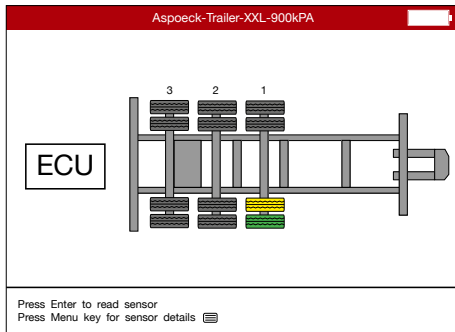 Aspoeck-Trailer-XXL-900kPA
3 2 1
ECU
Press Enter to read sensor
Press Menu key for sensor details